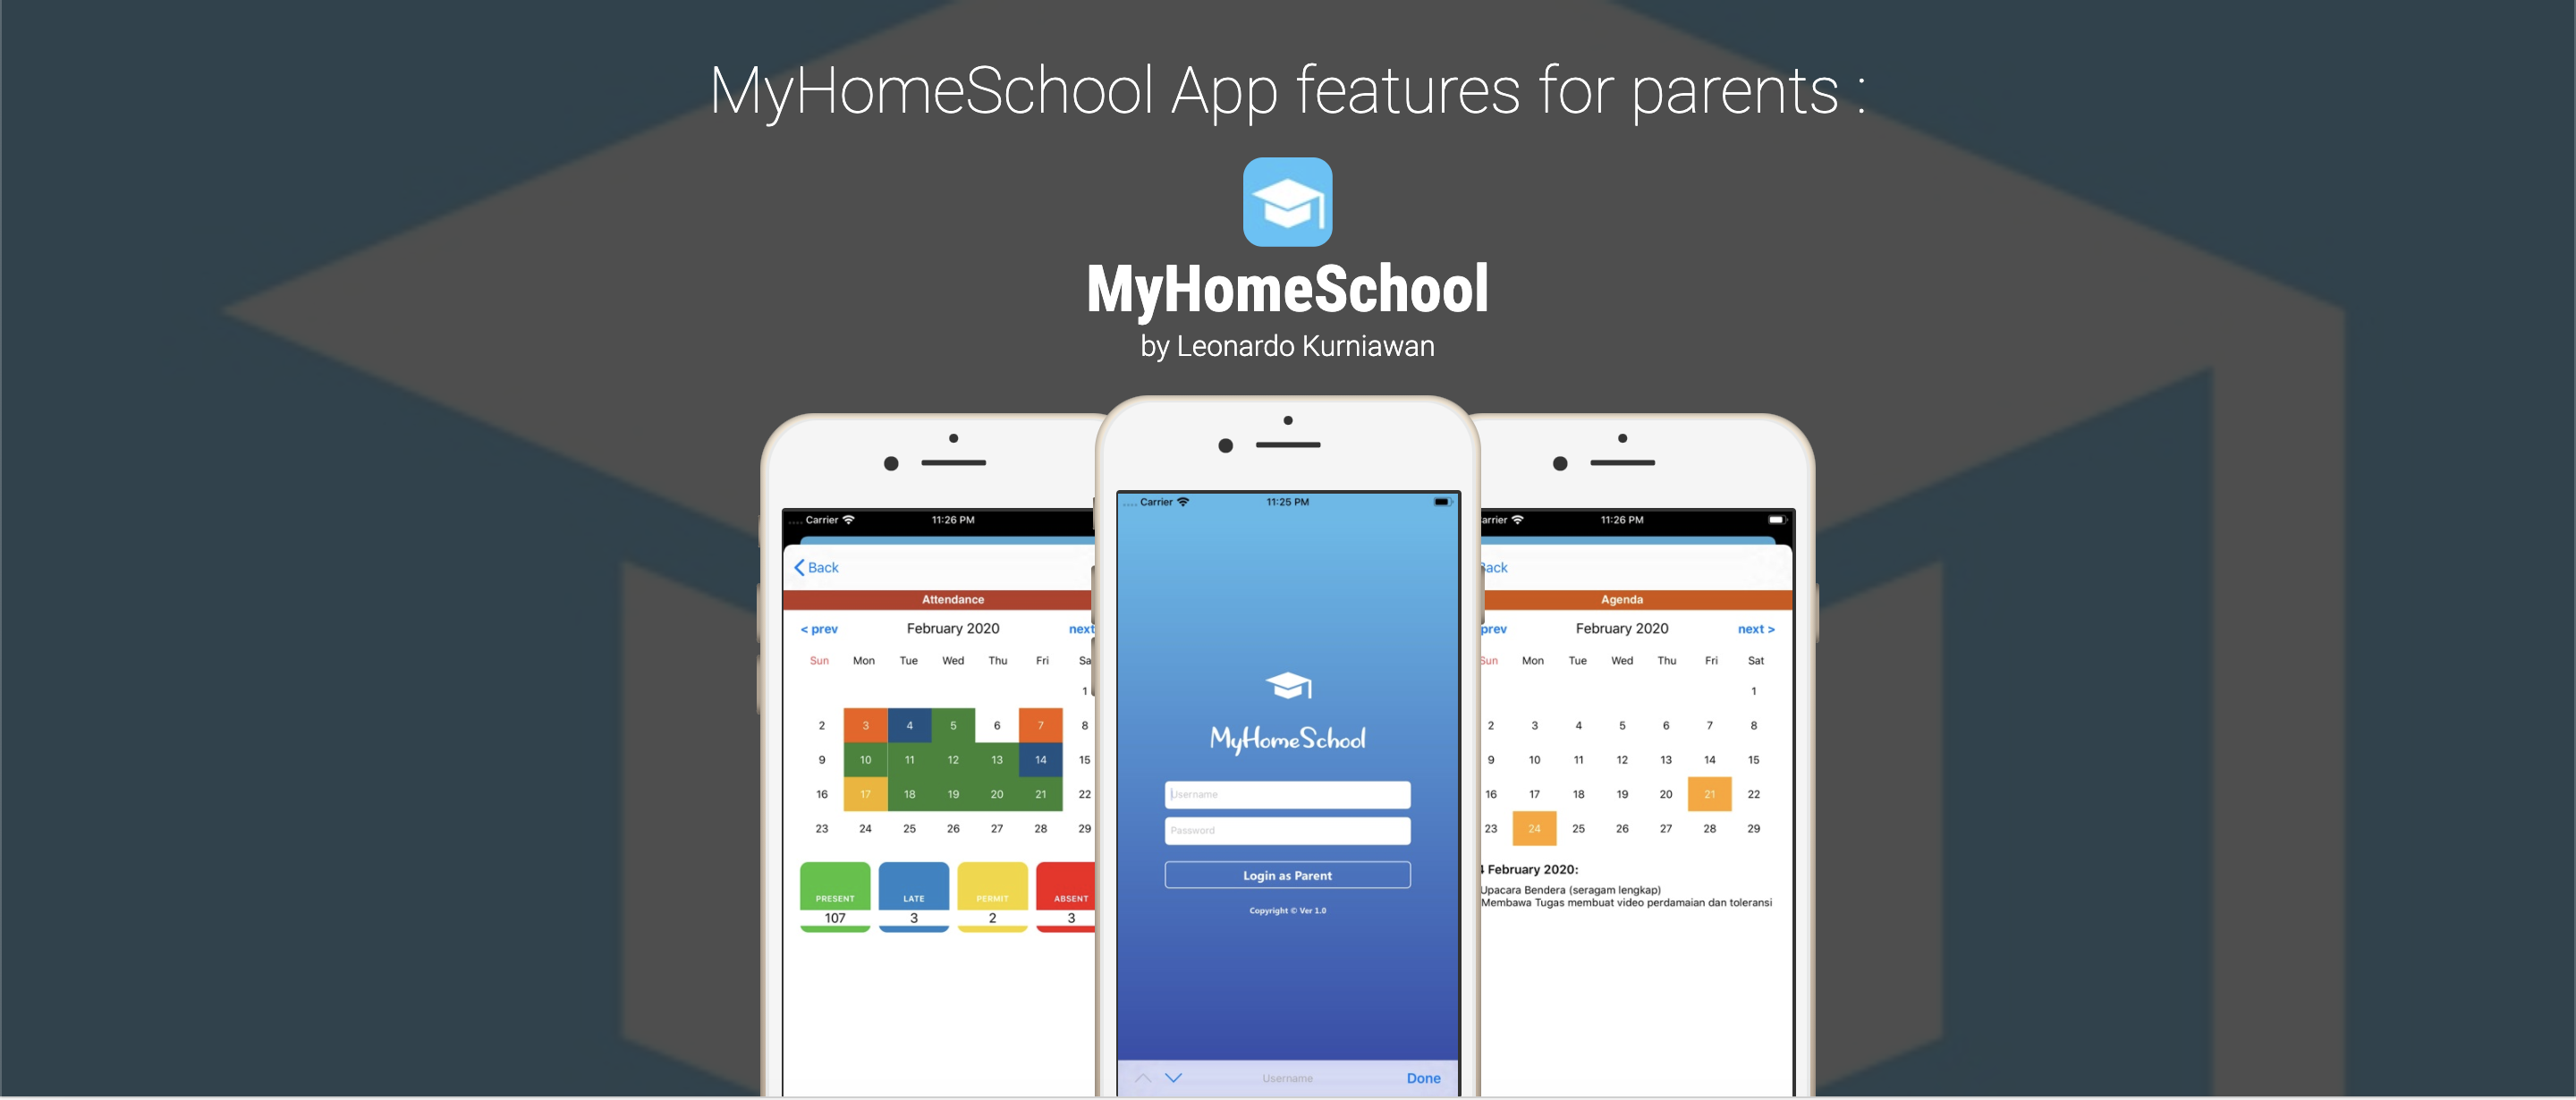 MyHomeSchool App features for parents :
MyHomeSchool
by Leonardo Kurniawan
Carrier 11:26 PM
Back
Attendance
< prev February 2020 next
Sun Mon Tue Wed Thu Fri Sa
1
2 3 4 5 6 7 8
9 10 11 12 13 14 15
16 17 18 19 20 21 22
23 24 25 26 27 28 29
PRESENT LATE PERMIT ABSENT
107 3 2 3
Carrier 11:25 PM
MyHomeSchool
Username
Password
Login as Parent
Copyright © Ver 1.0
Username Done
arrier 11:26 PM
Back
Agenda
prev February 2020 next >
Sun Mon Tue Wed Thu Fri Sat
1
2 3 4 5 6 7 8
9 10 11 12 13 14 15
16 17 18 19 20 21 22
23 24 25 26 27 28 29
February 2020:
Upacara Bendera (seragam lengkap)
Membawa Tugas membuat video perdamaian dan toleransi